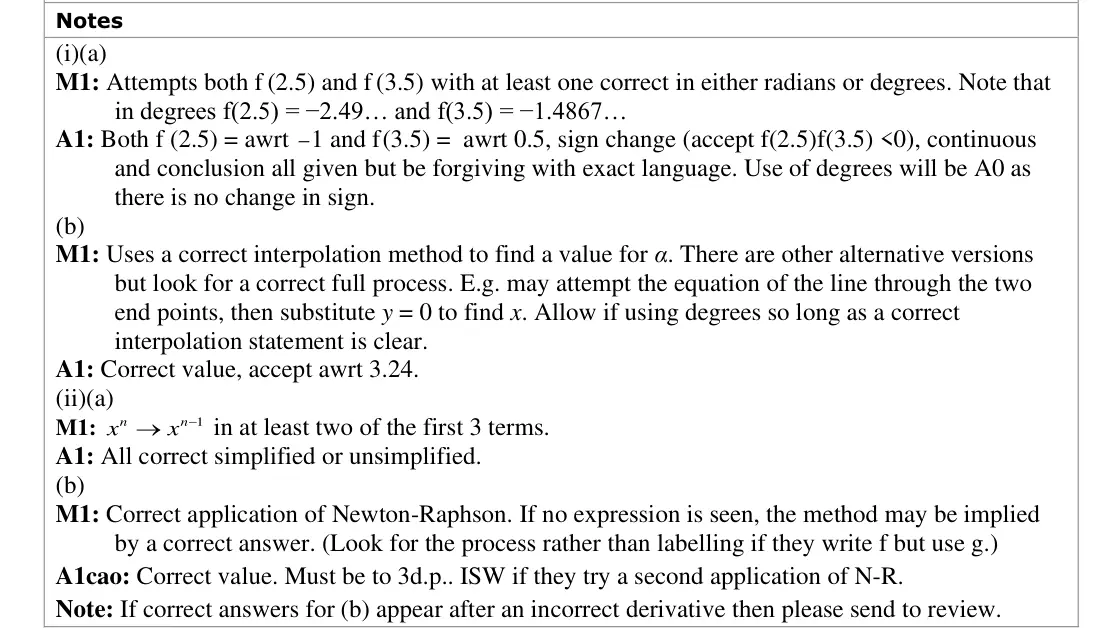 Notes
(i)(a)
M1: Attempts both f (2.5) and f (3.5) with at least one correct in either radians or degrees. Note that
in degrees f(2.5) = −2.49… and f(3.5) = −1.4867…
A1: Both f (2.5) = awrt −1 and f(3.5) = awrt 0.5, sign change (accept f(2.5)f(3.5) <0), continuous
and conclusion all given but be forgiving with exact language. Use of degrees will be A0 as
there is no change in sign.
(b)
M1: Uses a correct interpolation method to find a value for α. There are other alternative versions
but look for a correct full process. E.g. may attempt the equation of the line through the two
end points, then substitute y = 0 to find x. Allow if using degrees so long as a correct
interpolation statement is clear.
A1: Correct value, accept awrt 3.24.
(ii)(a)
M1: xⁿ → xⁿ⁻¹ in at least two of the first 3 terms.
A1: All correct simplified or unsimplified.
(b)
M1: Correct application of Newton-Raphson. If no expression is seen, the method may be implied
by a correct answer. (Look for the process rather than labelling if they write f but use g.)
A1cao: Correct value. Must be to 3d.p.. ISW if they try a second application of N-R.
Note: If correct answers for (b) appear after an incorrect derivative then please send to review.